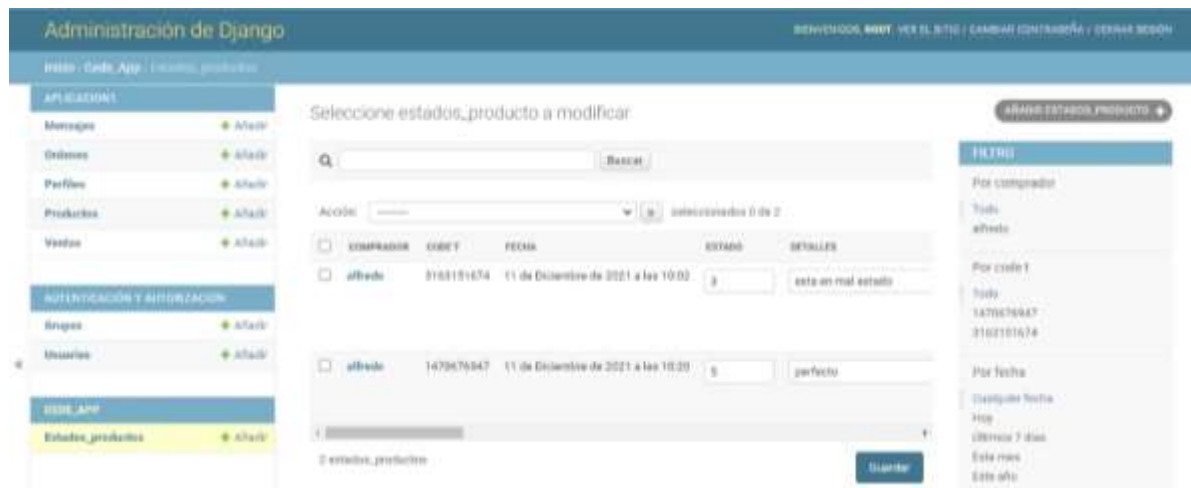 Administración de Django
BIENVENIDOS, ROOT. VER EL SITIO / CAMBIAR CONTRASEÑA / CERRAR SESIÓN
Inicio › Cede_App › Estados_productos
APLICACION1
Mensajes + Añadir
Ordenes + Añadir
Perfiles + Añadir
Productos + Añadir
Ventas + Añadir
AUTENTICACIÓN Y AUTORIZACIÓN
Grupos + Añadir
Usuarios + Añadir
CEDE_APP
Estados_productos + Añadir
Seleccione estados_producto a modificar
AÑADIR ESTADOS_PRODUCTO +
Buscar
Acción: seleccionados 0 de 2
COMPRADOR CODE T FECHA ESTADO DETALLES
alfredo 3163151674 11 de Diciembre de 2021 a las 10:02 3 esta en mal estado
alfredo 1470676947 11 de Diciembre de 2021 a las 10:20 5 perfecto
2 estados_productos
Guardar
FILTRO
Por comprador
Todo
alfredo
Por code t
Todo
1470676947
3163151674
Por fecha
Cualquier fecha
Hoy
Últimos 7 días
Este mes
Este año